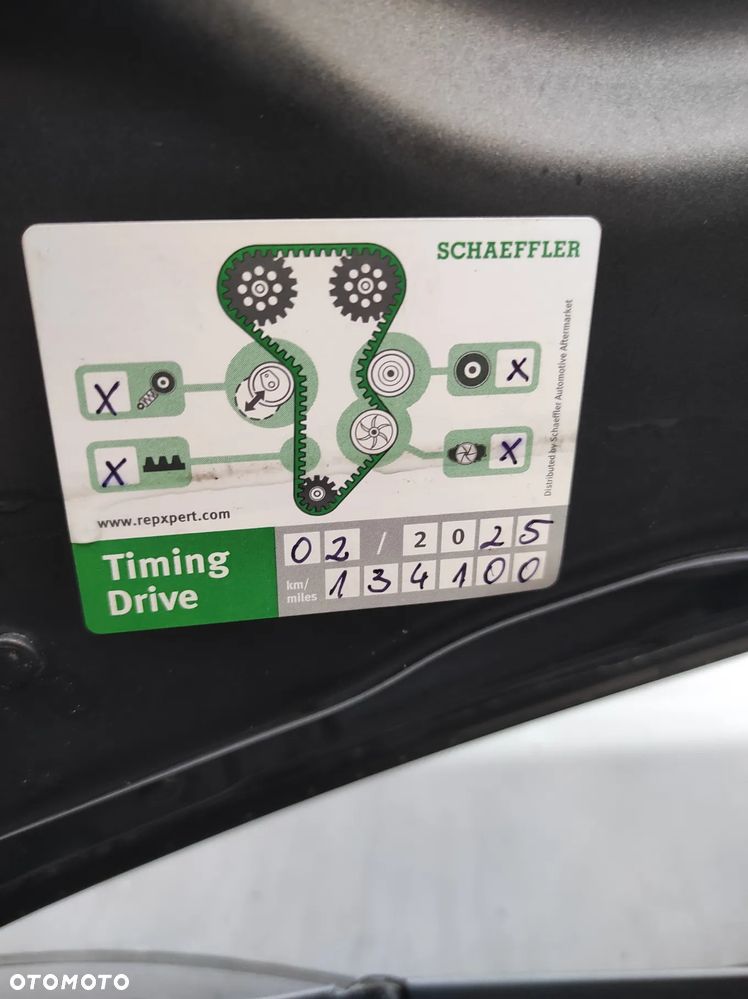 SCHAEFFLER
X
X
X
X
Distributed by Schaeffler Automotive Aftermarket
www.repxpert.com
Timing
Drive
02 / 2025
km/
miles
134100
OTOMOTO